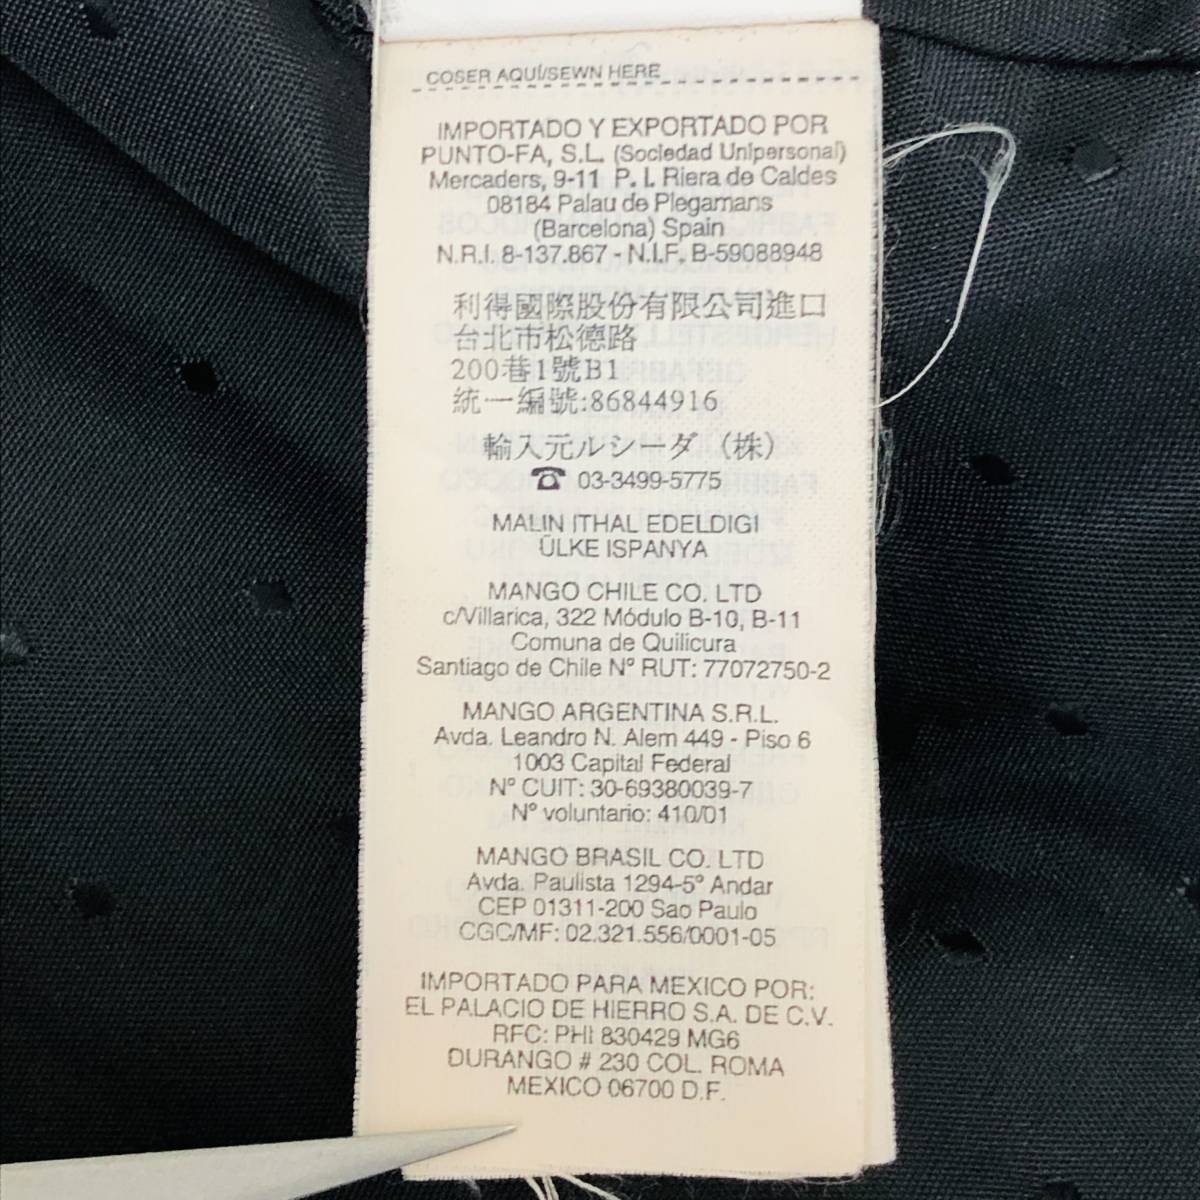 COSER AQUÍ/SEWN HERE
IMPORTADO Y EXPORTADO POR
PUNTO-FA, S.L. (Sociedad Unipersonal)
Mercaders, 9-11 P. I. Riera de Caldes
08184 Palau de Plegamans
(Barcelona) Spain
N.R.I. 8-137.867 - N.I.F. B-59088948
利得國際股份有限公司進口
台北市松德路
200巷1號B1
統一編號:86844916
輸入元ルシーダ（株）
☎ 03-3499-5775
MALIN ITHAL EDELDIGI
ÜLKE ISPANYA
MANGO CHILE CO. LTD
c/Villarica, 322 Módulo B-10, B-11
Comuna de Quilicura
Santiago de Chile Nº RUT: 77072750-2
MANGO ARGENTINA S.R.L.
Avda. Leandro N. Alem 449 - Piso 6
1003 Capital Federal
Nº CUIT: 30-69380039-7
Nº voluntario: 410/01
MANGO BRASIL CO. LTD
Avda. Paulista 1294-5º Andar
CEP 01311-200 Sao Paulo
CGC/MF: 02.321.556/0001-05
IMPORTADO PARA MEXICO POR:
EL PALACIO DE HIERRO S.A. DE C.V.
RFC: PHI 830429 MG6
DURANGO # 230 COL. ROMA
MEXICO 06700 D.F.